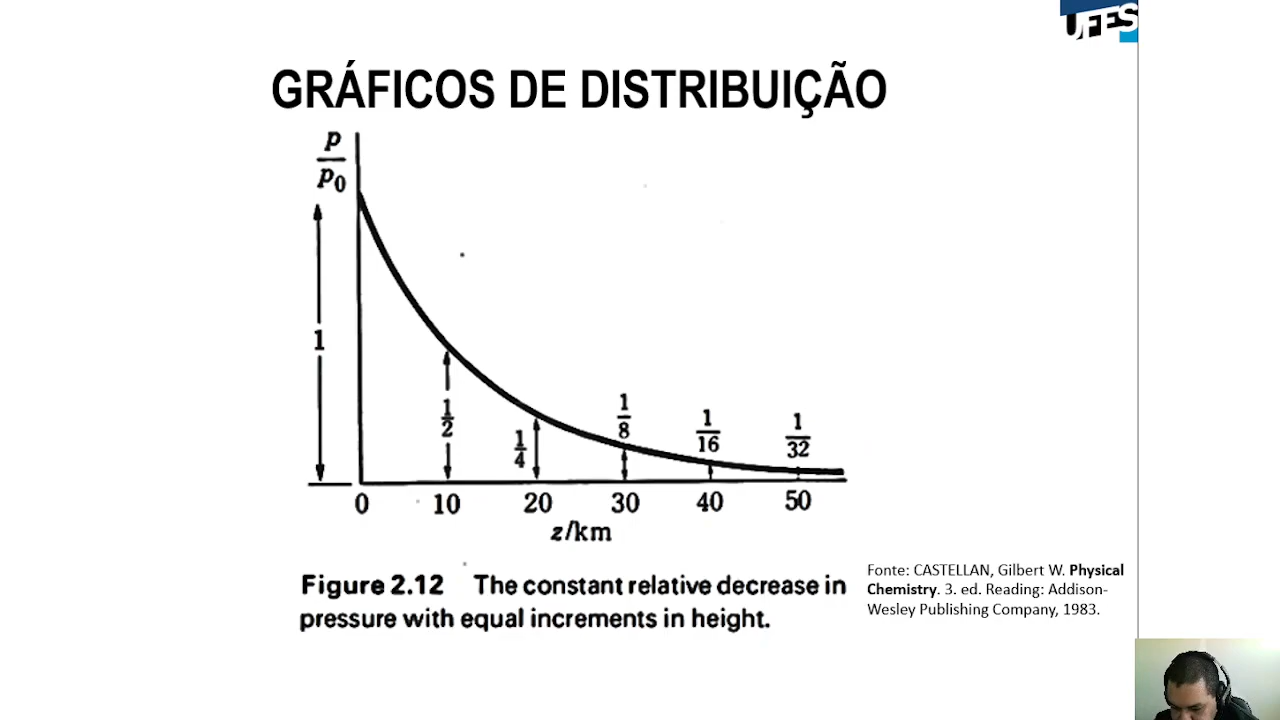 UFES
GRÁFICOS DE DISTRIBUIÇÃO
p
p0
1
1
2
1
4
1
8
1
16
1
32
0 10 20 30 40 50
z/km
Figure 2.12 The constant relative decrease in
pressure with equal increments in height.
Fonte: CASTELLAN, Gilbert W. Physical
Chemistry. 3. ed. Reading: Addison-
Wesley Publishing Company, 1983.